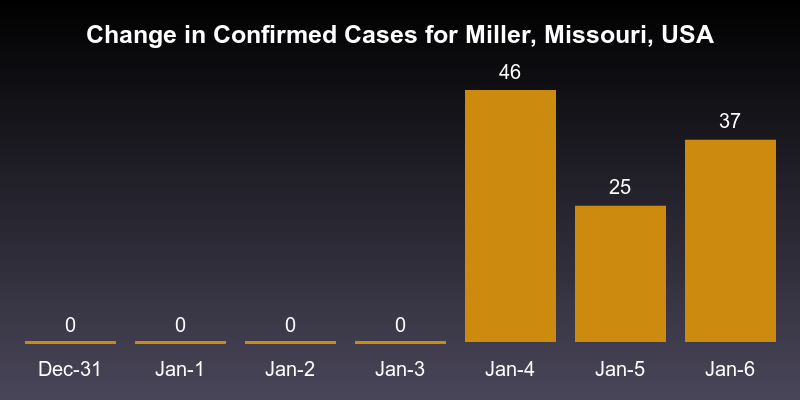 Change in Confirmed Cases for Miller, Missouri, USA
46
37
25
0 0 0 0
Dec-31 Jan-1 Jan-2 Jan-3 Jan-4 Jan-5 Jan-6